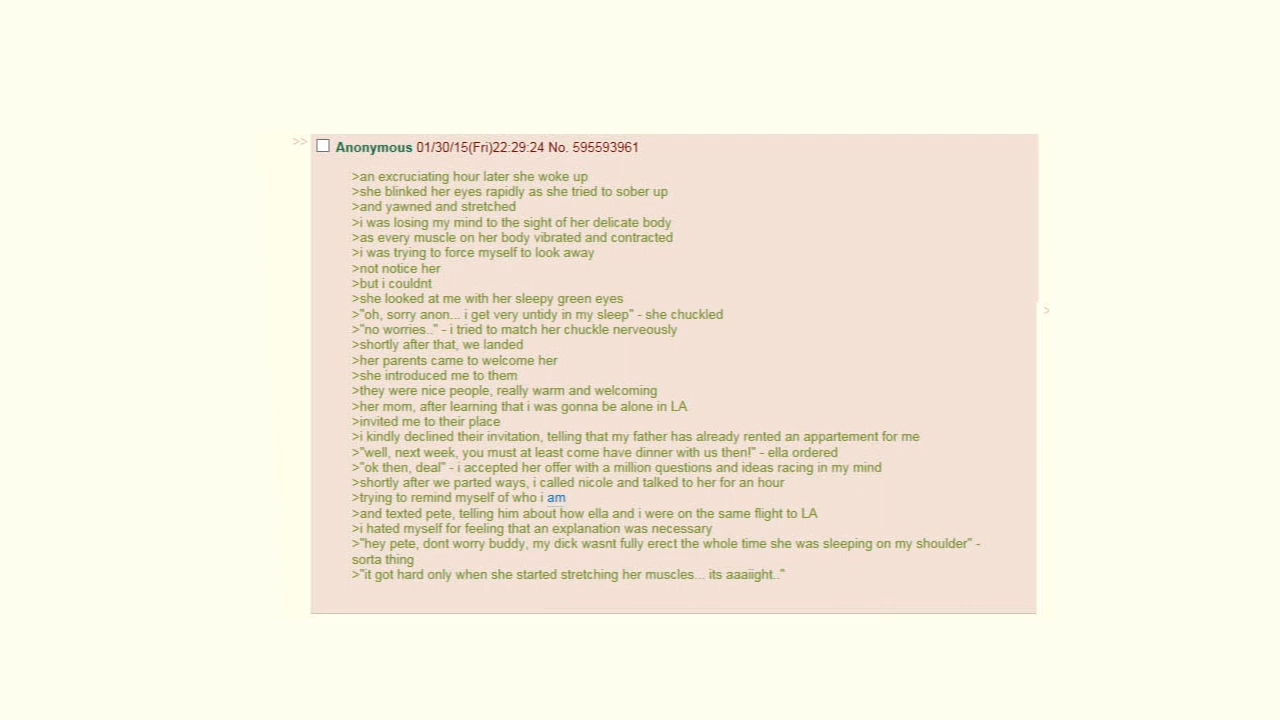 >> Anonymous 01/30/15(Fri)22:29:24 No. 595593961
>an excruciating hour later she woke up
>she blinked her eyes rapidly as she tried to sober up
>and yawned and stretched
>i was losing my mind to the sight of her delicate body
>as every muscle on her body vibrated and contracted
>i was trying to force myself to look away
>not notice her
>but i couldnt
>she looked at me with her sleepy green eyes
>"oh, sorry anon... i get very untidy in my sleep" - she chuckled
>"no worries.." - i tried to match her chuckle nerveously
>shortly after that, we landed
>her parents came to welcome her
>she introduced me to them
>they were nice people, really warm and welcoming
>her mom, after learning that i was gonna be alone in LA
>invited me to their place
>i kindly declined their invitation, telling that my father has already rented an appartement for me
>"well, next week, you must at least come have dinner with us then!" - ella ordered
>"ok then, deal" - i accepted her offer with a million questions and ideas racing in my mind
>shortly after we parted ways, i called nicole and talked to her for an hour
>trying to remind myself of who i am
>and texted pete, telling him about how ella and i were on the same flight to LA
>i hated myself for feeling that an explanation was necessary
>"hey pete, dont worry buddy, my dick wasnt fully erect the whole time she was sleeping on my shoulder" -
sorta thing
>"it got hard only when she started stretching her muscles... its aaaiight.."
>